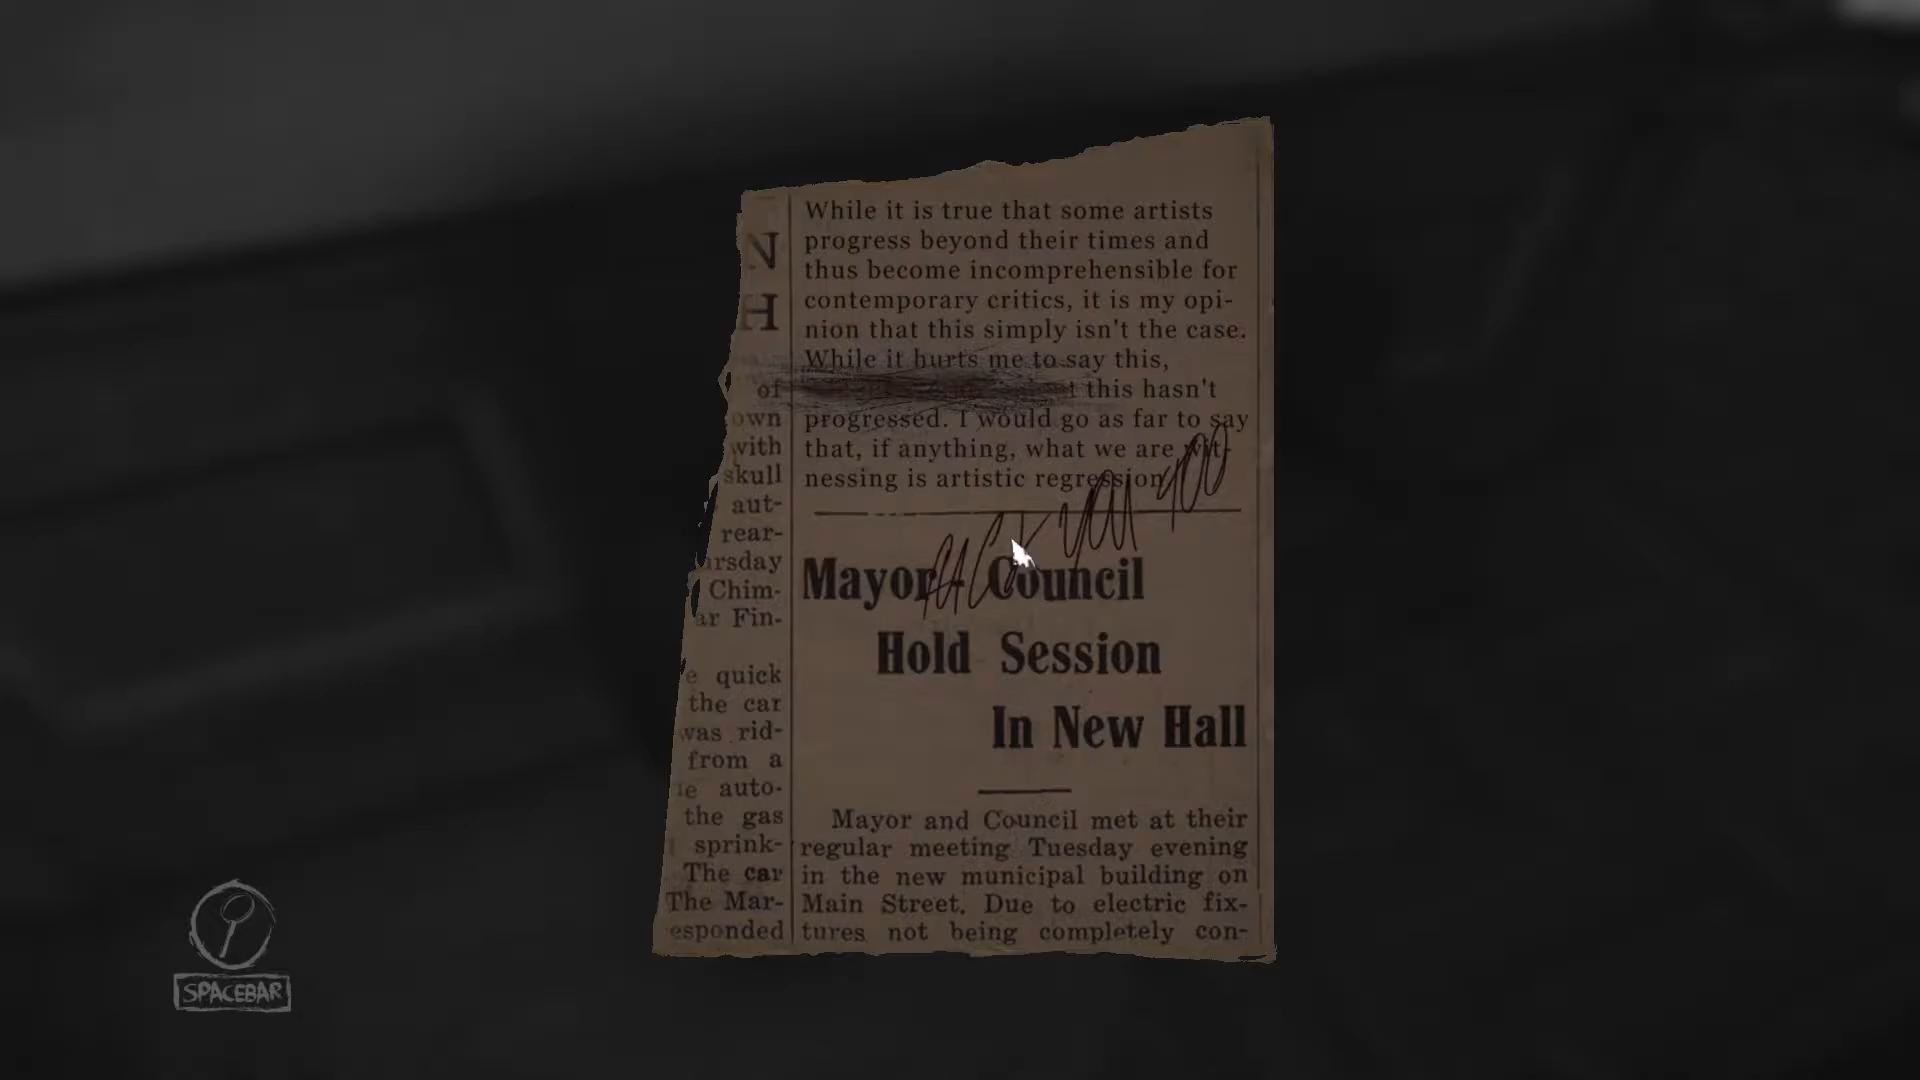 N
H
of
own
with
skull
aut-
rear-
rsday
Chim-
ar Fin-
e quick
the car
was rid-
from a
e auto-
the gas
sprink-
The car
The Mar-
esponded
While it is true that some artists
progress beyond their times and
thus become incomprehensible for
contemporary critics, it is my opi-
nion that this simply isn't the case.
While it hurts me to say this,
this hasn't
progressed. I would go as far to say
that, if anything, what we are wit-
nessing is artistic regression
you too
Mayor- Council
Hold Session
In New Hall
Mayor and Council met at their
regular meeting Tuesday evening
in the new municipal building on
Main Street. Due to electric fix-
tures not being completely con-
SPACEBAR